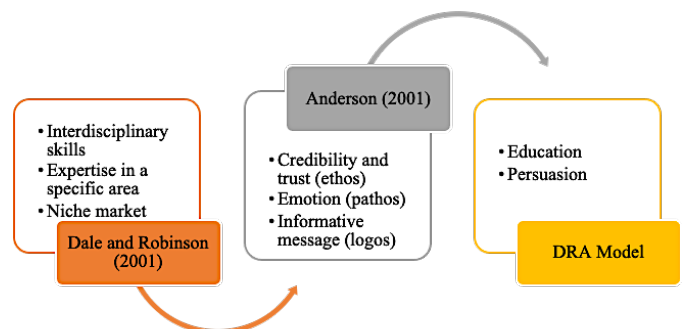 • Interdisciplinary
skills
• Expertise in a
specific area
• Niche market
Dale and Robinson
(2001)
Anderson (2001)
• Credibility and
trust (ethos)
• Emotion (pathos)
• Informative
message (logos)
• Education
• Persuasion
DRA Model